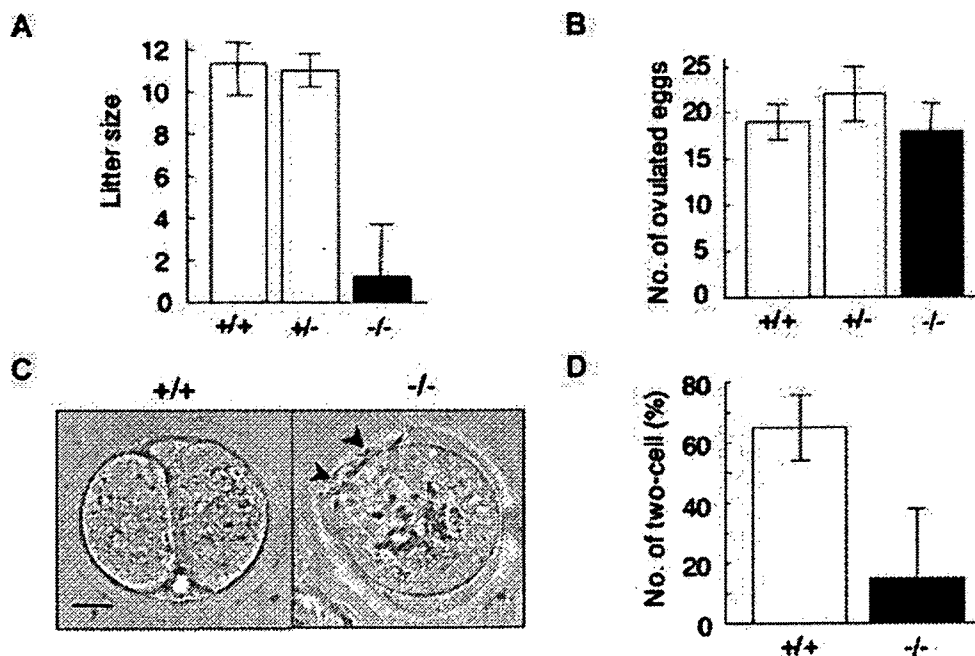 A
Litter size
12
10
8
6
4
2
0
+/+ +/- -/-
B
No. of ovulated eggs
25
20
15
10
5
0
+/+ +/- -/-
C
+/+ -/-
D
No. of two-cell (%)
80
60
40
20
0
+/+ -/-